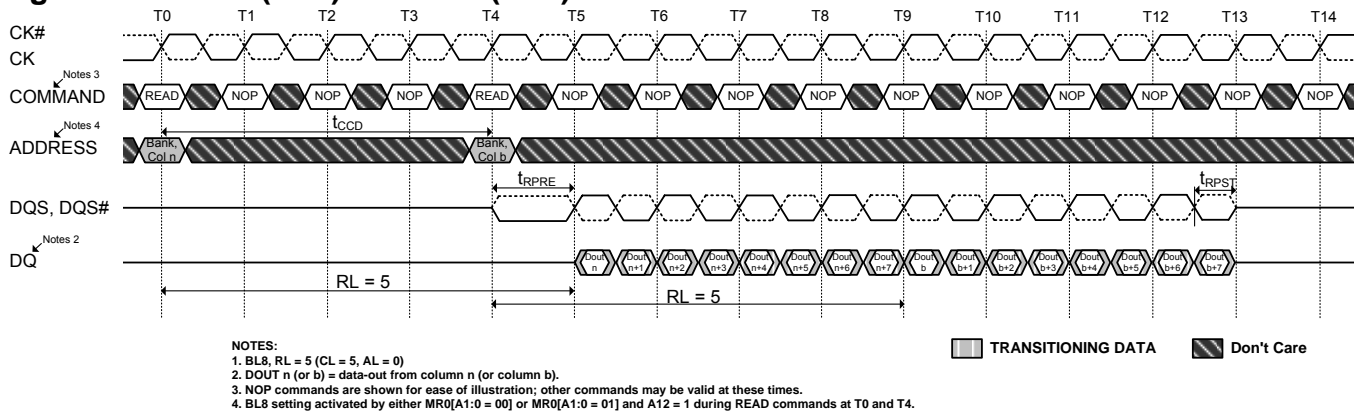 T0 T1 T2 T3 T4 T5 T6 T7 T8 T9 T10 T11 T12 T13 T14
CK#
CK
Notes 3
COMMAND READ NOP NOP NOP READ NOP NOP NOP NOP NOP NOP NOP NOP NOP NOP
tCCD
Notes 4
ADDRESS Bank, Col n Bank, Col b
tRPRE tRPST
DQS, DQS#
Notes 2
DQ Dout n Dout n+1 Dout n+2 Dout n+3 Dout n+4 Dout n+5 Dout n+6 Dout n+7 Dout b Dout b+1 Dout b+2 Dout b+3 Dout b+4 Dout b+5 Dout b+6 Dout b+7
RL = 5 RL = 5
NOTES:
1. BL8, RL = 5 (CL = 5, AL = 0)
2. DOUT n (or b) = data-out from column n (or column b).
3. NOP commands are shown for ease of illustration; other commands may be valid at these times.
4. BL8 setting activated by either MR0[A1:0 = 00] or MR0[A1:0 = 01] and A12 = 1 during READ commands at T0 and T4.
TRANSITIONING DATA Don't Care